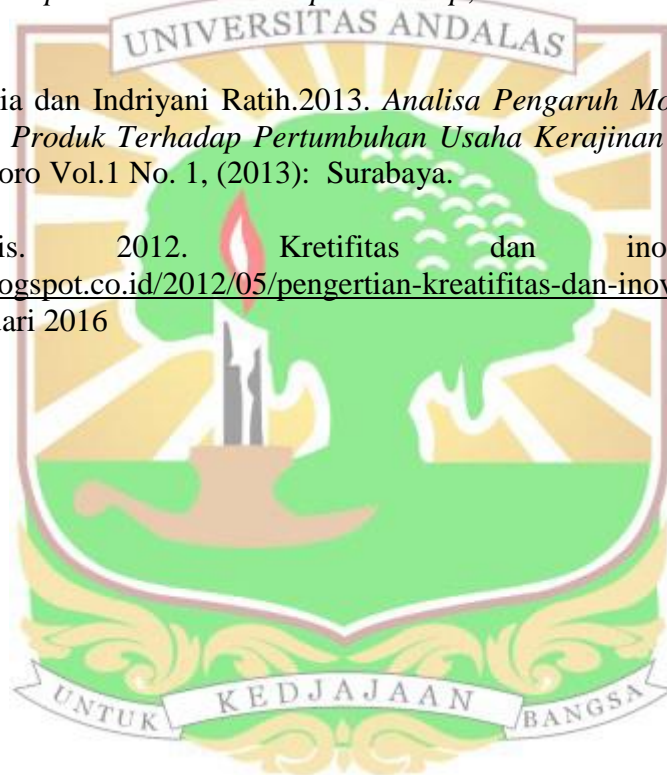 UNIVERSITAS ANDALAS
ia dan Indriyani Ratih.2013. Analisa Pengaruh Mo
Produk Terhadap Pertumbuhan Usaha Kerajinan
oro Vol.1 No. 1, (2013): Surabaya.
is. 2012. Kretifitas dan ino
ogspot.co.id/2012/05/pengertian-kreatifitas-dan-inov
ari 2016
UNTUK KEDJAJAAN BANGSA